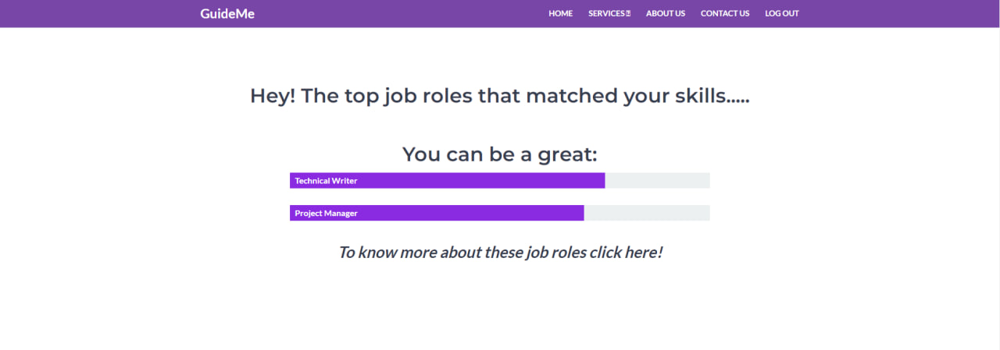 GuideMe HOME SERVICES ABOUT US CONTACT US LOG OUT
Hey! The top job roles that matched your skills.....
You can be a great:
Technical Writer
Project Manager
To know more about these job roles click here!